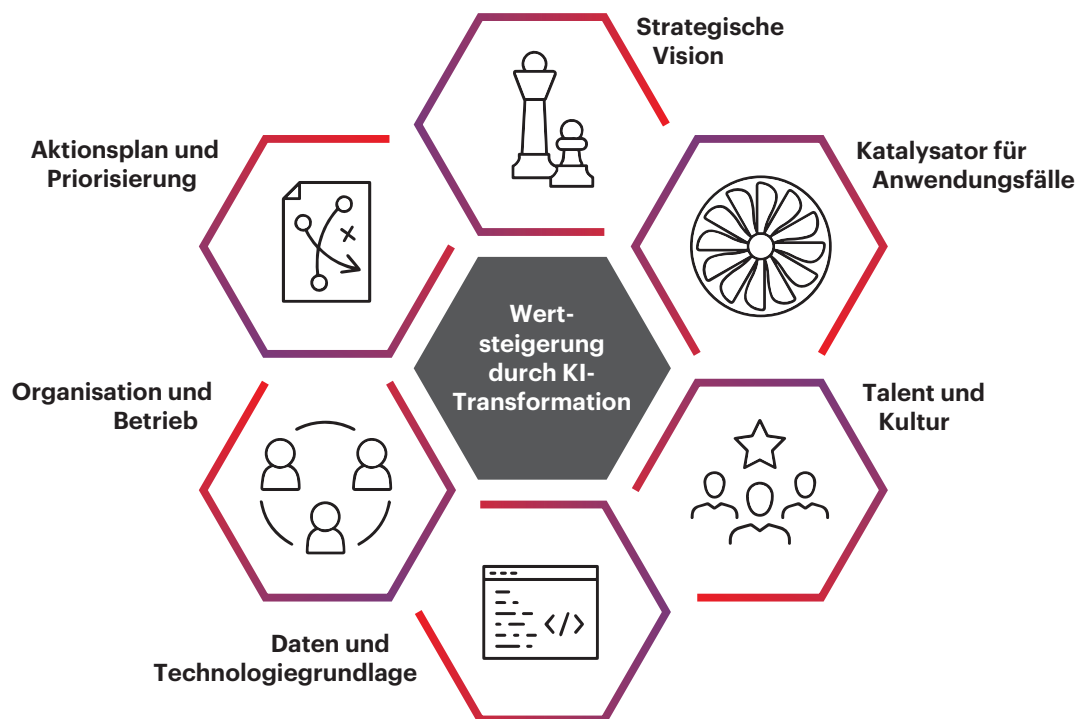 Strategische
Vision
Aktionsplan und
Priorisierung
Katalysator für
Anwendungsfälle
Wert-
steigerung
durch KI-
Transformation
Organisation und
Betrieb
Talent und
Kultur
Daten und
Technologiegrundlage